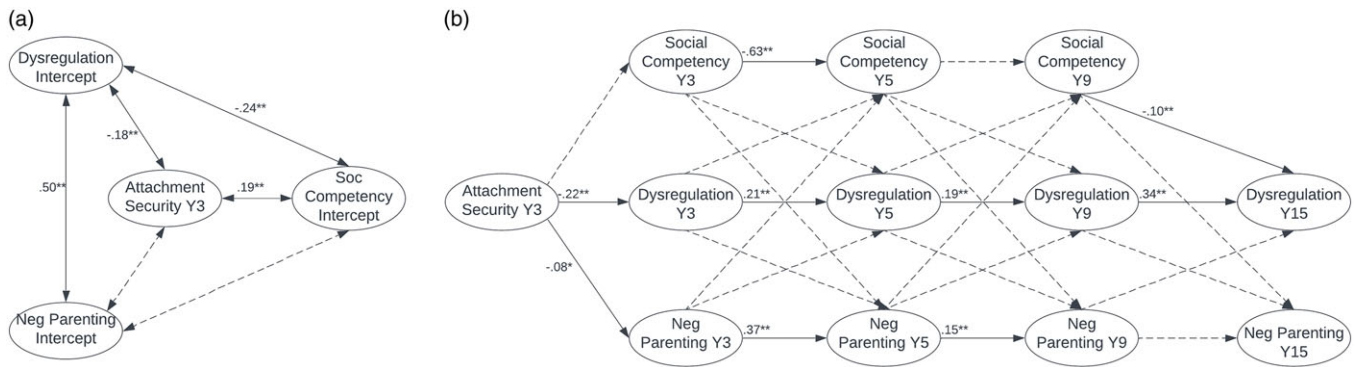 (a)
Dysregulation
Intercept
-.24**
-.18**
.50**
Attachment
Security Y3
.19**
Soc
Competency
Intercept
Neg Parenting
Intercept
(b)
Social
Competency
Y3
-.63**
Social
Competency
Y5
Social
Competency
Y9
-.10**
Attachment
Security Y3
-.22**
Dysregulation
Y3
.21**
Dysregulation
Y5
.19**
Dysregulation
Y9
.34**
Dysregulation
Y15
-.08*
Neg
Parenting Y3
.37**
Neg
Parenting Y5
.15**
Neg
Parenting Y9
Neg Parenting
Y15